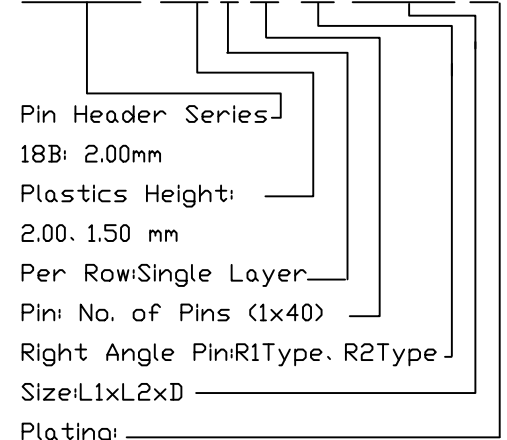 Pin Header Series
18B: 2.00mm
Plastics Height:
2.00、1.50 mm
Per Row:Single Layer
Pin: No. of Pins (1x40)
Right Angle Pin:R1Type、R2Type
Size:L1xL2xD
Plating: